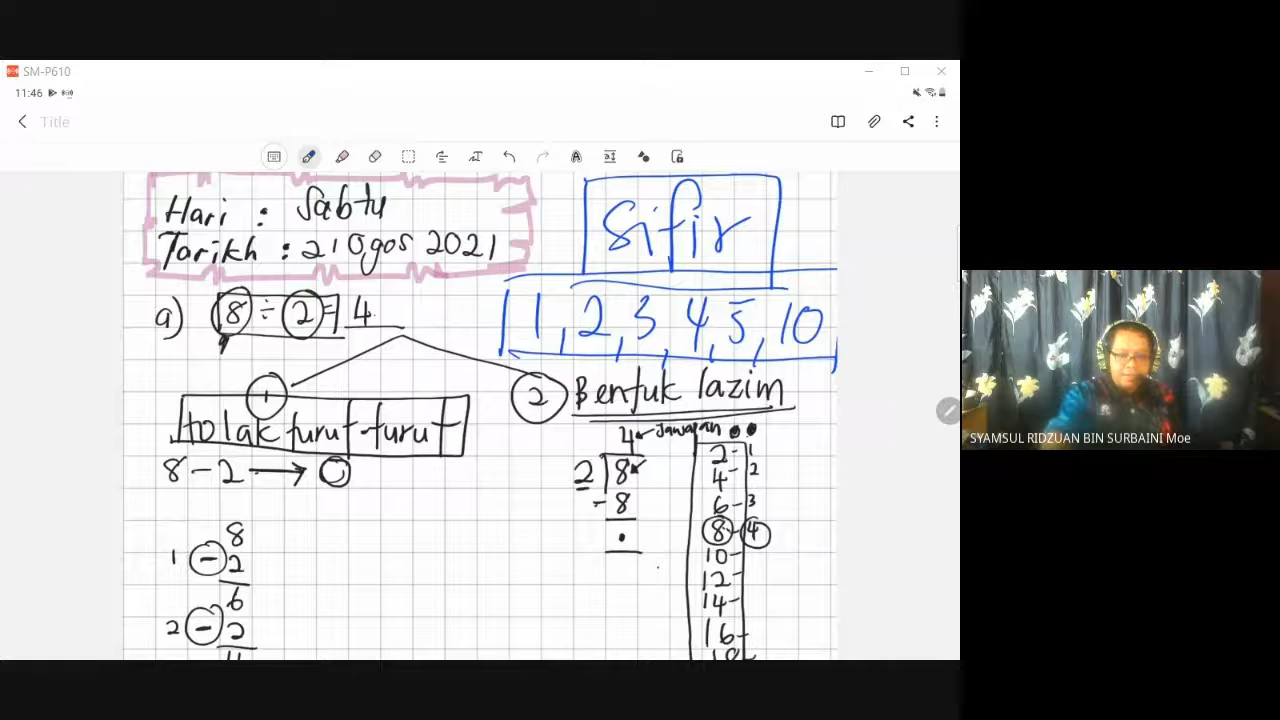 SM-P610
11:46
Title
Hari : Sabtu
Tarikh : 21 Ogos 2021
Sifir
1, 2, 3, 4, 5, 10
a) 8 ÷ 2 = 4
1
tolak turut-turut
8 - 2 → 0
1 - 8
2
6
2 - 2
2 Bentuk lazim
4 ← Jawapan
2 8
- 8
2 - 1
4 - 2
6 - 3
8 - 4
10 -
12 -
14 -
16 -
18 -
SYAMSUL RIDZUAN BIN SURBAINI Moe